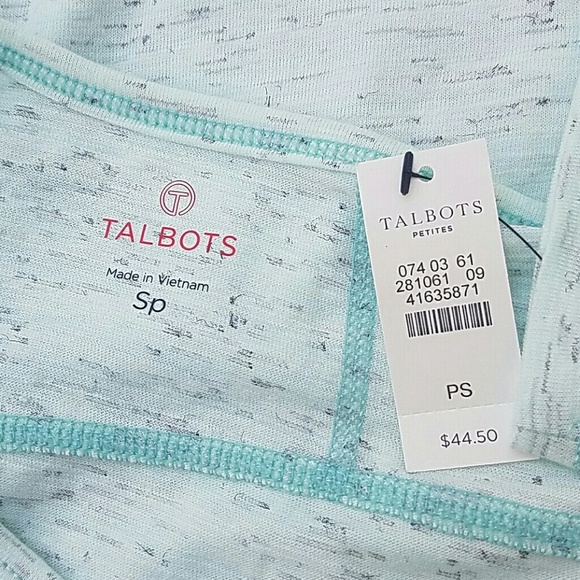 TALBOTS
Made in Vietnam
Sp
TALBOTS
PETITES
074 03 61
281061 09
41635871
PS
$44.50